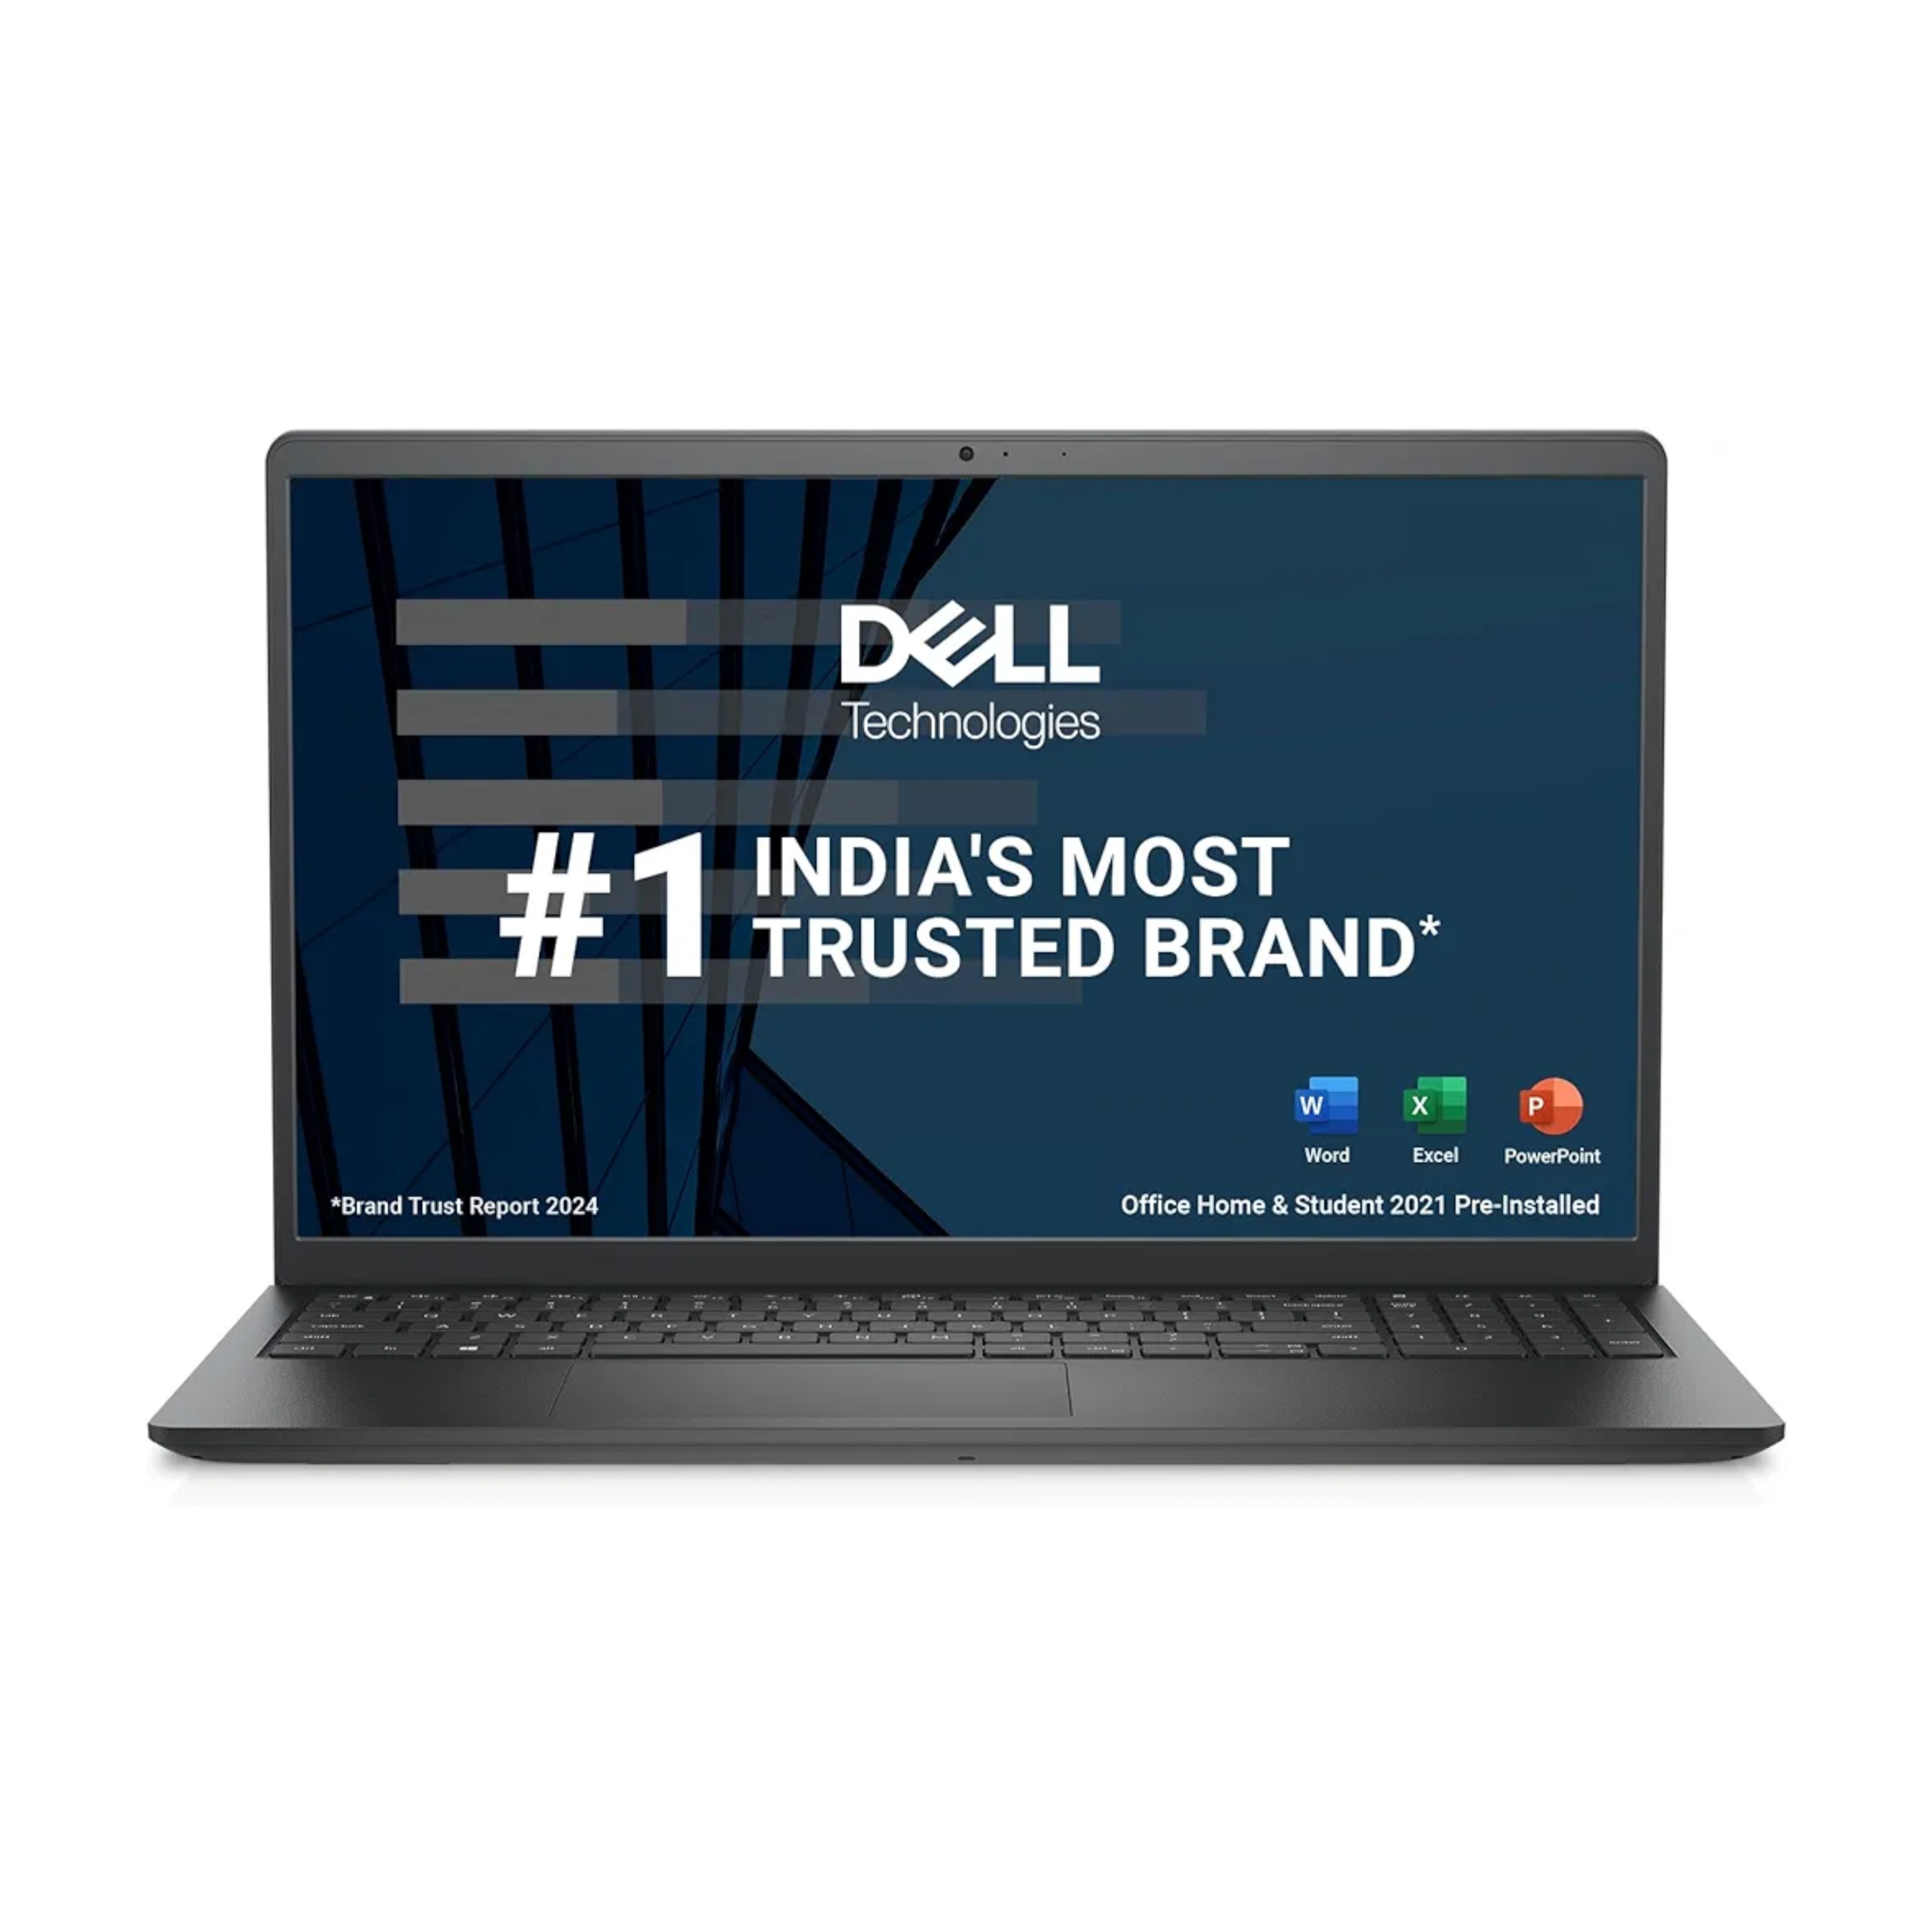 DELL
Technologies
#1 INDIA'S MOST
TRUSTED BRAND*
W X P
Word Excel PowerPoint
*Brand Trust Report 2024
Office Home & Student 2021 Pre-Installed